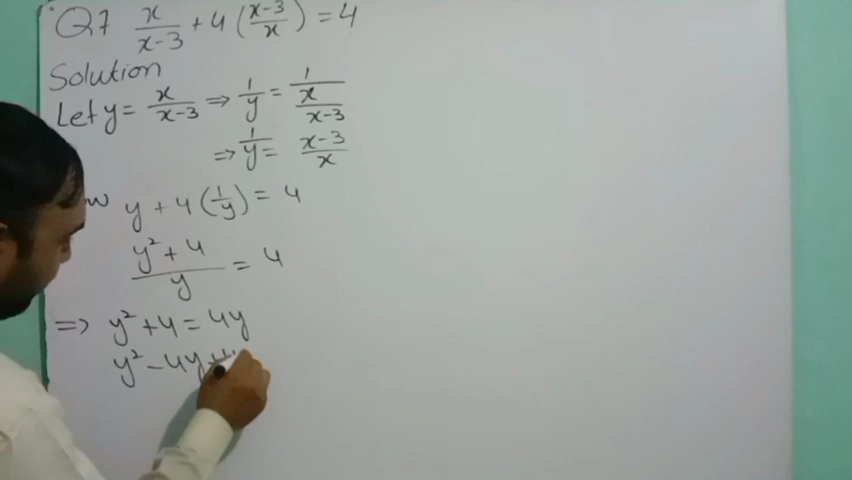 Q7 x/(x-3) + 4 ((x-3)/x) = 4
Solution
Let y = x/(x-3) ⇒ 1/y = 1/(x/(x-3))
⇒ 1/y = (x-3)/x
y + 4 (1/y) = 4
(y² + 4)/y = 4
⇒ y² + 4 = 4y
y² - 4y +